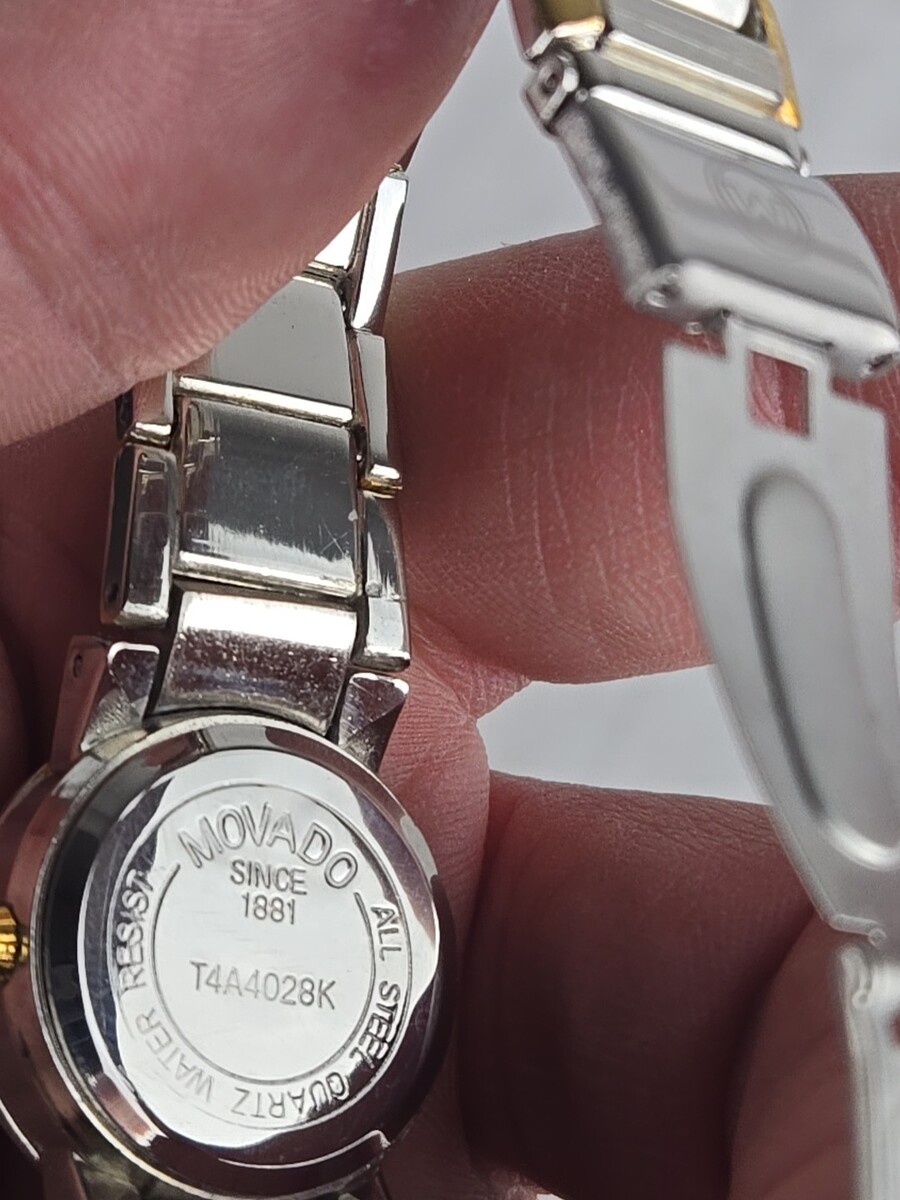 MOVADO
SINCE
1881
T4A4028K
ALL STEEL QUARTZ WATER RESIST